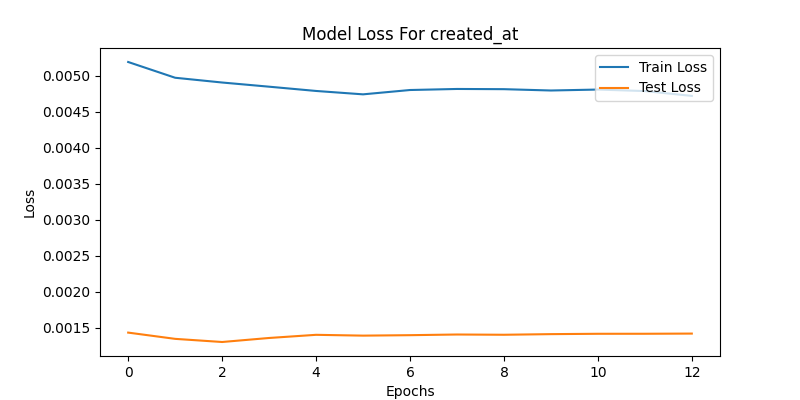 Model Loss For created_at
Train Loss
Test Loss
0.0050
0.0045
0.0040
0.0035
0.0030
0.0025
0.0020
0.0015
Loss
0 2 4 6 8 10 12
Epochs